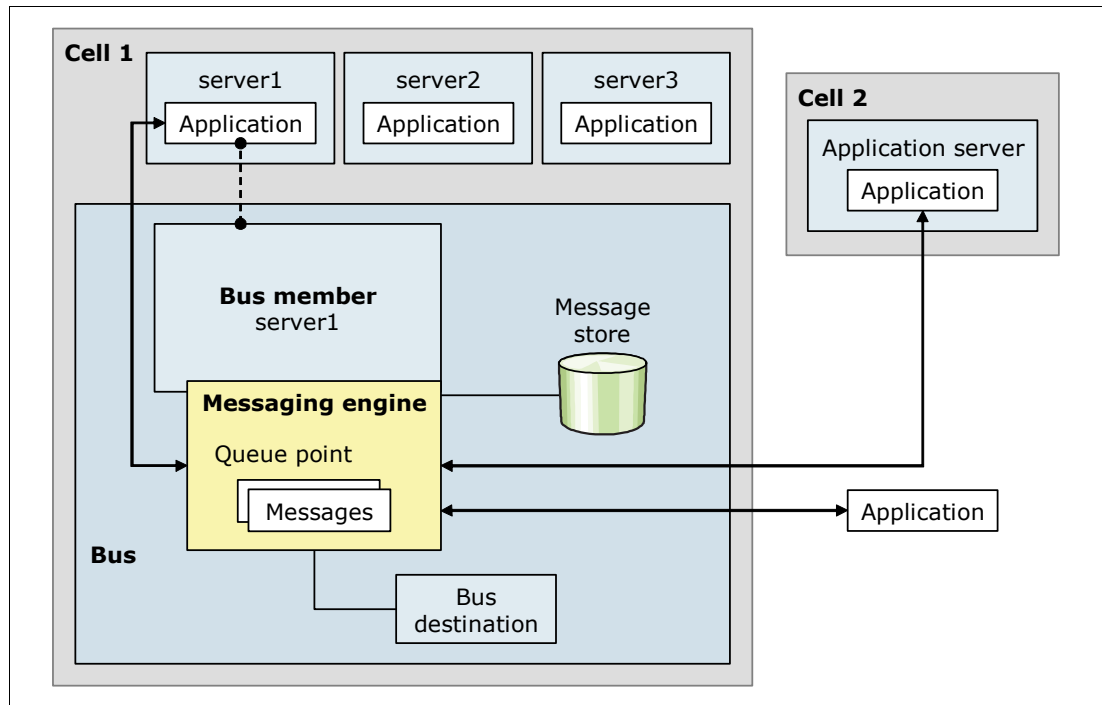 Cell 1
server1
server2
server3
Application
Application
Application
Cell 2
Application server
Application
Bus member
server1
Message
store
Messaging engine
Queue point
Messages
Application
Bus
Bus
destination